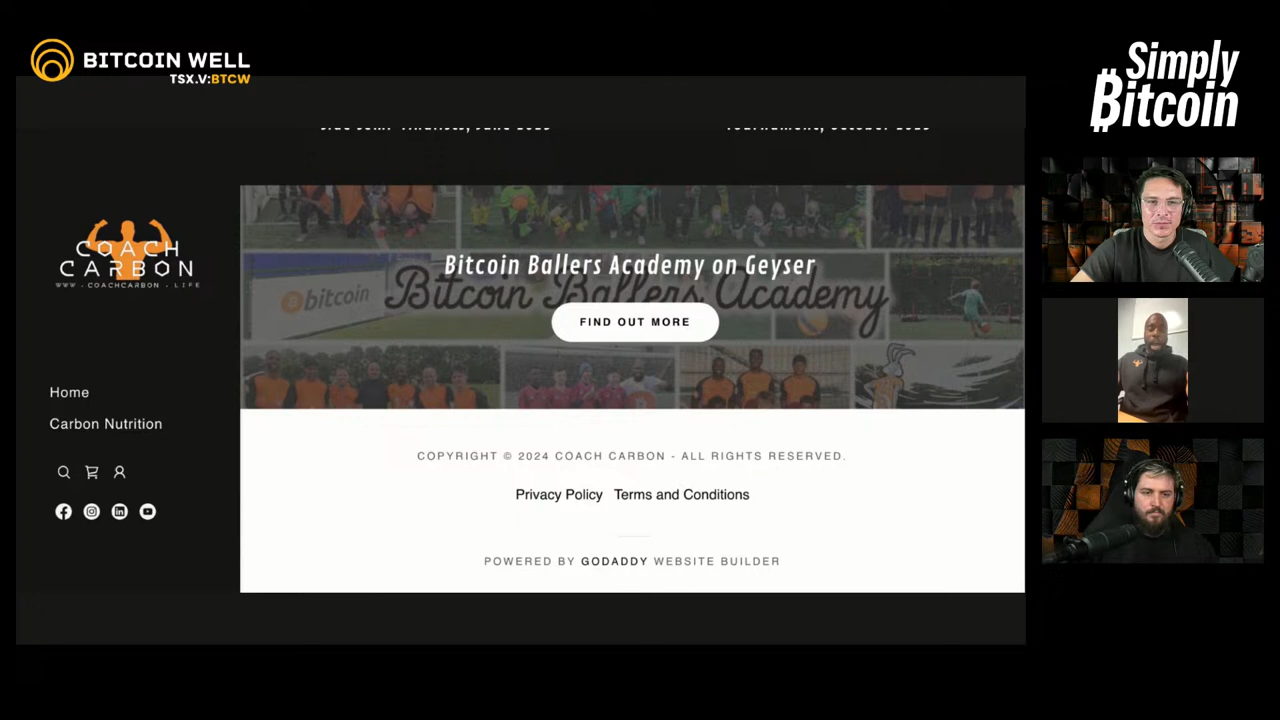 BITCOIN WELL
TSX.V:BTCW
Simply
Bitcoin
COACH
CARBON
WWW - COACHCARBON - LIFE
Home
Carbon Nutrition
Bitcoin Ballers Academy on Geyser
bitcoin
Bitcoin Ballers Academy
FIND OUT MORE
COPYRIGHT © 2024 COACH CARBON - ALL RIGHTS RESERVED.
Privacy Policy Terms and Conditions
POWERED BY GODADDY WEBSITE BUILDER